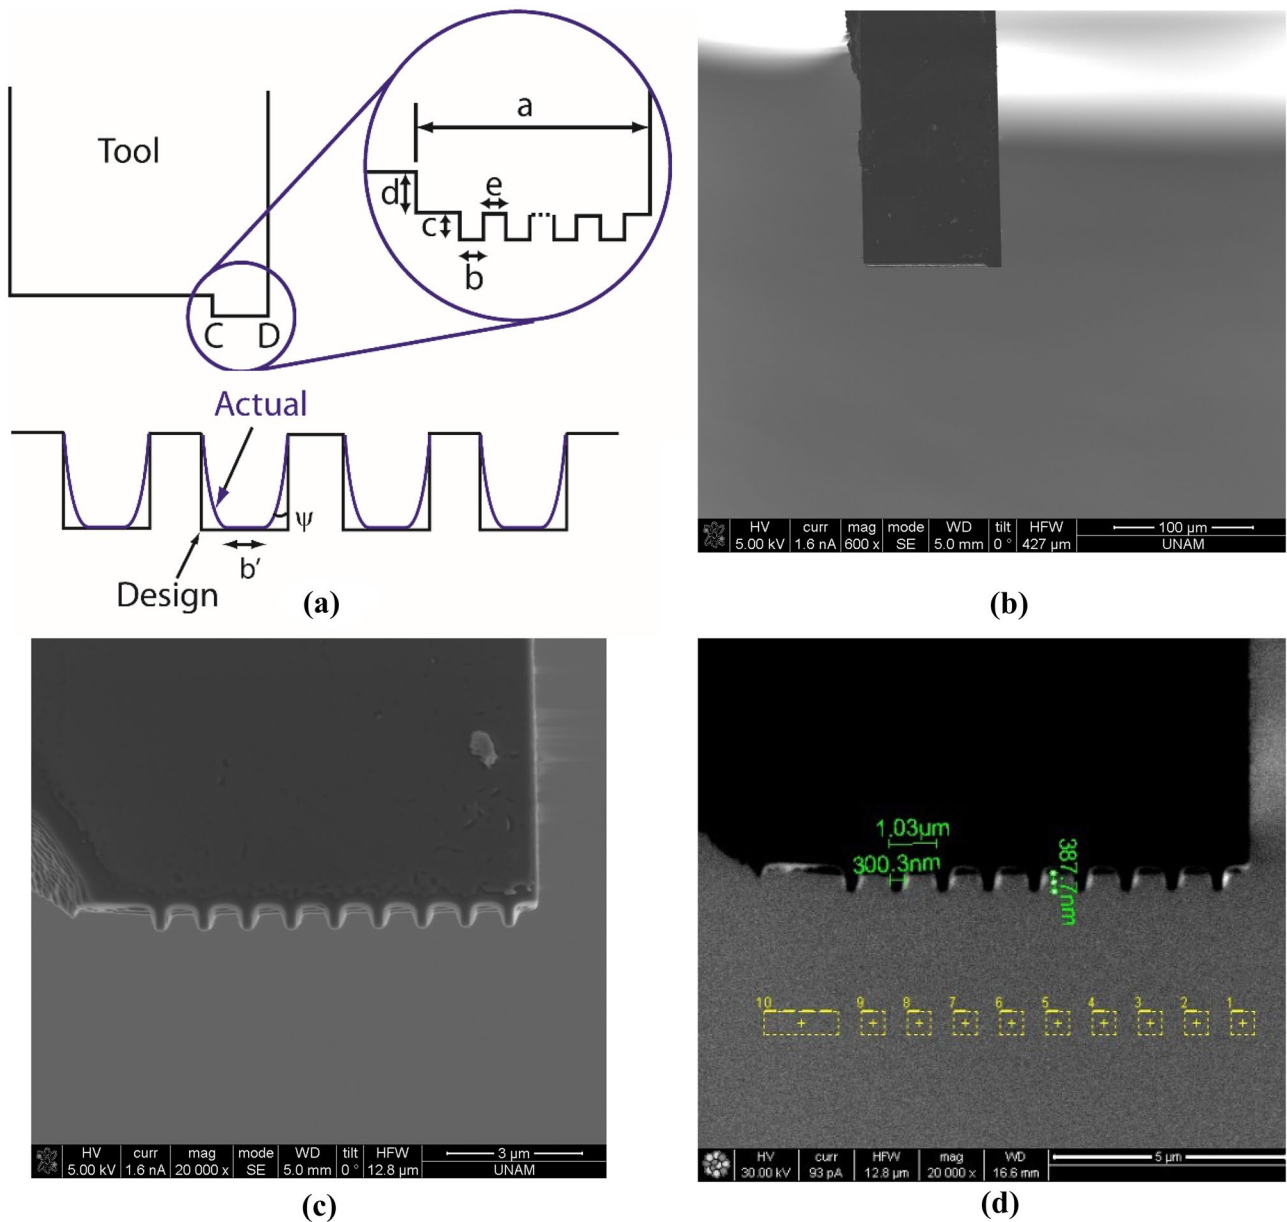 Tool
a
d
e
c
b
C D
Actual
ψ
b′
Design
(a)
HV curr mag mode WD tilt HFW 100 µm
5.00 kV 1.6 nA 600 x SE 5.0 mm 0 ° 427 µm UNAM
(b)
HV curr mag mode WD tilt HFW 3 µm
5.00 kV 1.6 nA 20 000 x SE 5.0 mm 0 ° 12.8 µm UNAM
(c)
1.03µm
300.3nm
387.7nm
10 9 8 7 6 5 4 3 2 1
HV curr HFW mag WD 5 µm
30.00 kV 93 pA 12.8 µm 20 000 x 16.6 mm
(d)